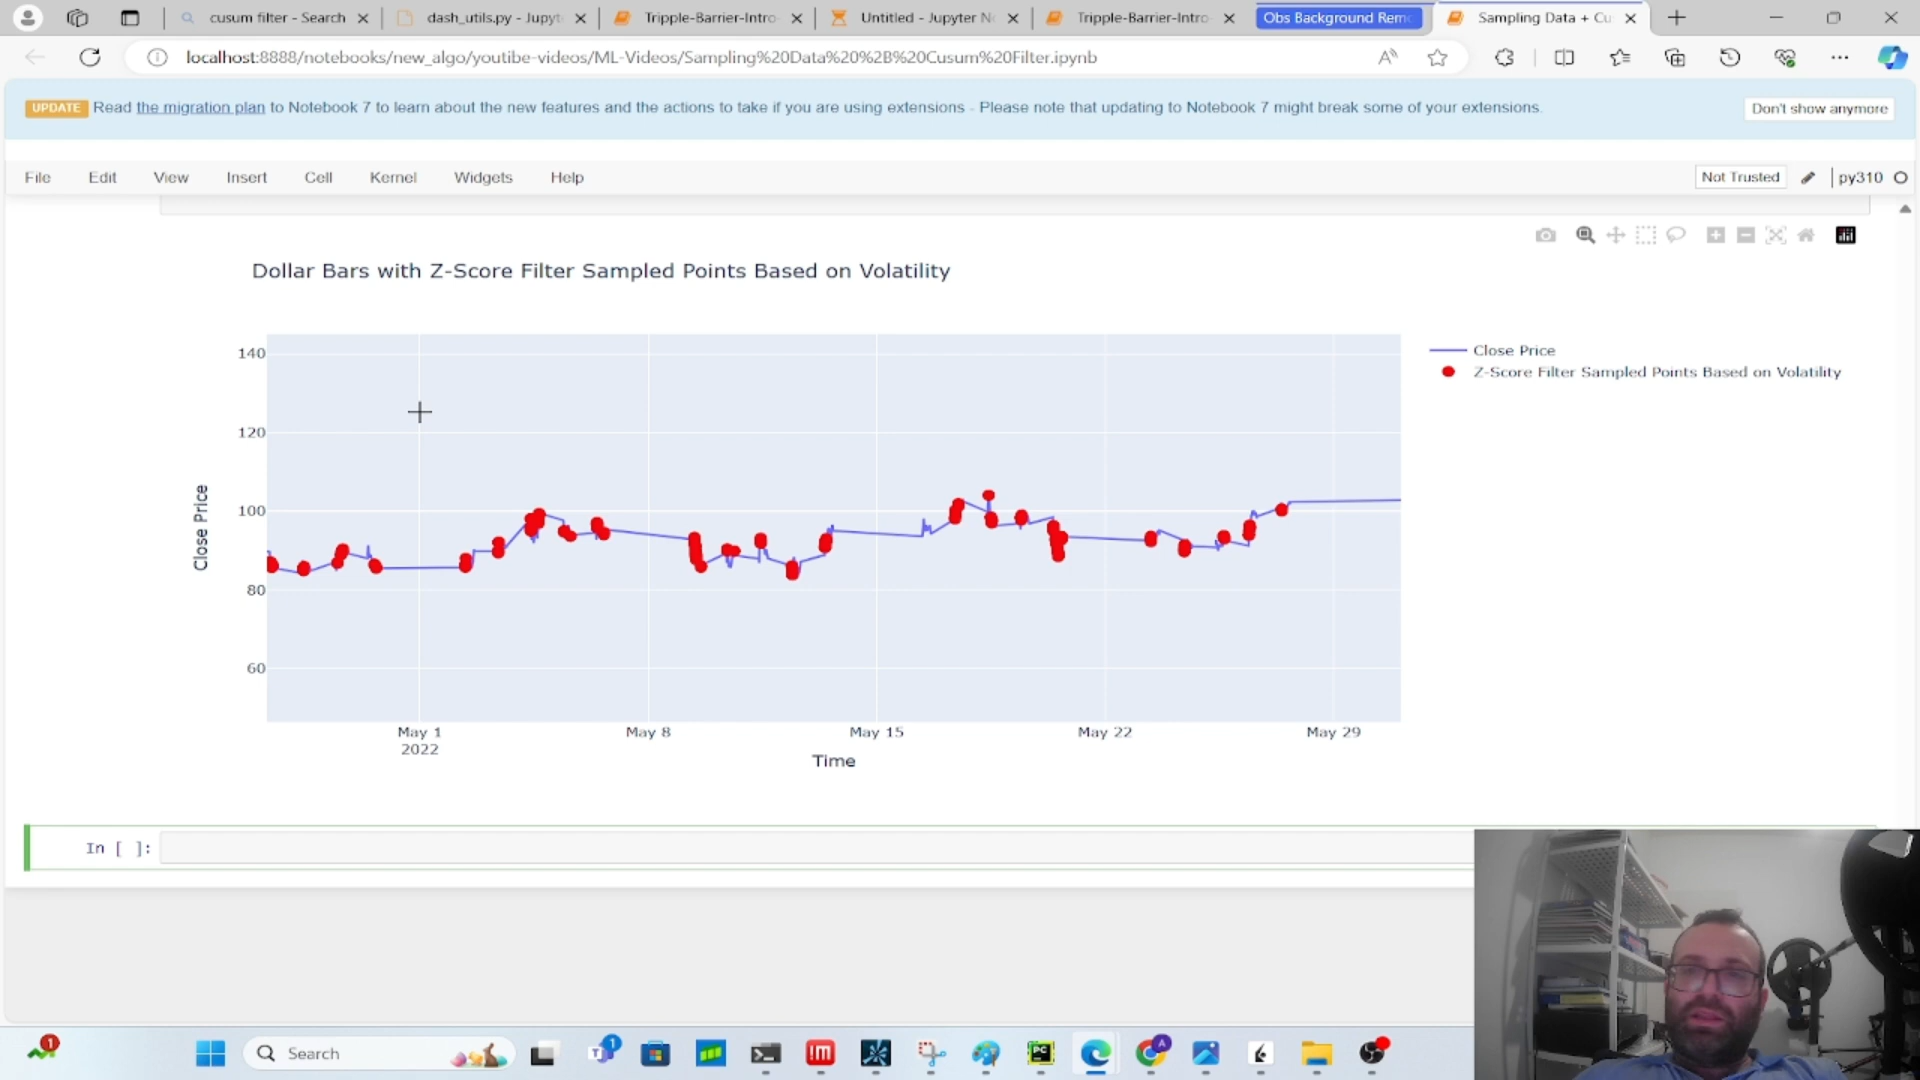 cusum filter - Search
dash_utils.py - Jupyt
Tripple-Barrier-Intro
Untitled - Jupyter N
Tripple-Barrier-Intro
Obs Background Rem
Sampling Data + Cu
localhost:8888/notebooks/new_algo/youtibe-videos/ML-Videos/Sampling%20Data%20%2B%20Cusum%20Filter.ipynb
UPDATE Read the migration plan to Notebook 7 to learn about the new features and the actions to take if you are using extensions - Please note that updating to Notebook 7 might break some of your extensions.
Don't show anymore
File Edit View Insert Cell Kernel Widgets Help
Not Trusted
py310
Dollar Bars with Z-Score Filter Sampled Points Based on Volatility
Close Price
Z-Score Filter Sampled Points Based on Volatility
140
120
100
80
60
Close Price
May 1
2022
May 8
May 15
May 22
May 29
Time
In [ ]:
1
Search
1
A